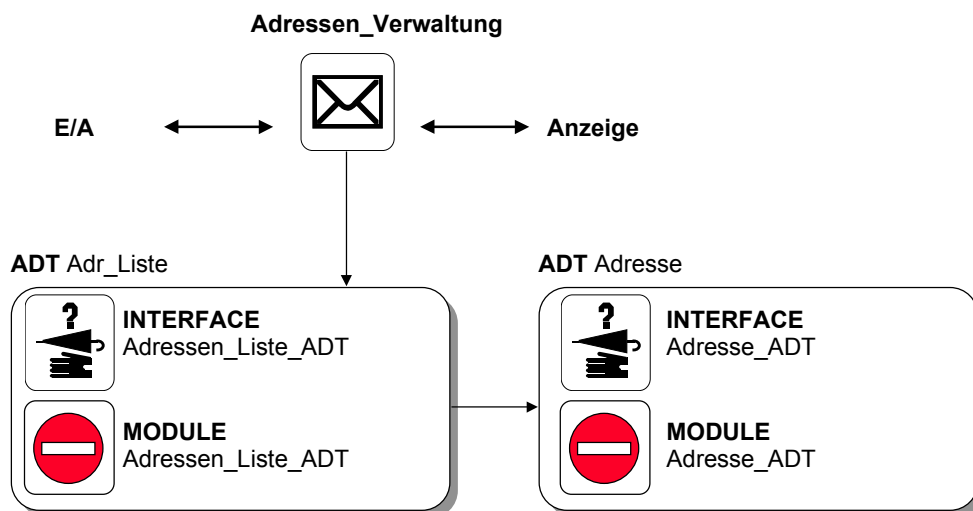 Adressen_Verwaltung
E/A
Anzeige
ADT Adr_Liste
?
INTERFACE
Adressen_Liste_ADT
MODULE
Adressen_Liste_ADT
ADT Adresse
?
INTERFACE
Adresse_ADT
MODULE
Adresse_ADT